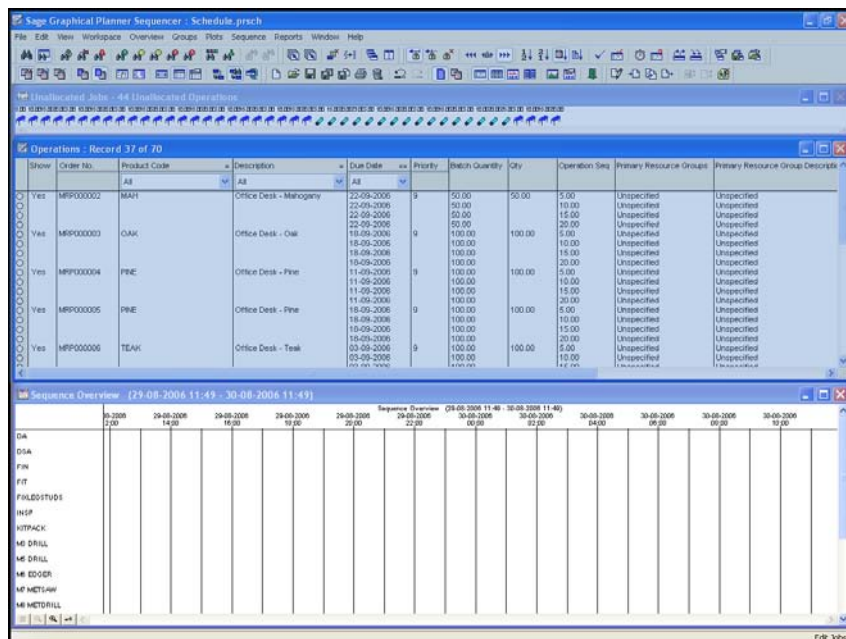 Sage Graphical Planner Sequencer : Schedule.prsch
File Edit View Workspace Overview Groups Plots Sequence Reports Window Help
Unallocated Jobs - 44 Unallocated Operations
Operations : Record 37 of 70
Show Order No. Product Code Description Due Date Priority Batch Quantity Qty Operation Seq Primary Resource Groups Primary Resource Group Descripti
All All All
Yes MRP000002 MAH Office Desk - Mahogany 22-09-2006 9 50.00 50.00 5.00 Unspecified Unspecified
22-09-2006 50.00 10.00 Unspecified Unspecified
22-09-2006 50.00 15.00 Unspecified Unspecified
22-09-2006 50.00 20.00 Unspecified Unspecified
Yes MRP000003 OAK Office Desk - Oak 18-09-2006 9 100.00 100.00 5.00 Unspecified Unspecified
18-09-2006 100.00 10.00 Unspecified Unspecified
18-09-2006 100.00 15.00 Unspecified Unspecified
18-09-2006 100.00 20.00 Unspecified Unspecified
Yes MRP000004 PINE Office Desk - Pine 11-09-2006 9 100.00 100.00 5.00 Unspecified Unspecified
11-09-2006 100.00 10.00 Unspecified Unspecified
11-09-2006 100.00 15.00 Unspecified Unspecified
11-09-2006 100.00 20.00 Unspecified Unspecified
Yes MRP000005 PINE Office Desk - Pine 18-09-2006 9 100.00 100.00 5.00 Unspecified Unspecified
18-09-2006 100.00 10.00 Unspecified Unspecified
18-09-2006 100.00 15.00 Unspecified Unspecified
18-09-2006 100.00 20.00 Unspecified Unspecified
Yes MRP000006 TEAK Office Desk - Teak 03-09-2006 9 100.00 100.00 5.00 Unspecified Unspecified
03-09-2006 100.00 10.00 Unspecified Unspecified
Sequence Overview (29-08-2006 11:49 - 30-08-2006 11:49)
Sequence Overview (29-08-2006 11:49 - 30-08-2006 11:49)
8-2006 29-08-2006 29-08-2006 29-08-2006 29-08-2006 29-08-2006 30-08-2006 30-08-2006 30-08-2006 30-08-2006 30-08-2006 30-08-2006
2:00 14:00 16:00 18:00 20:00 22:00 00:00 02:00 04:00 06:00 08:00 10:00
DA
DSA
FIN
FIT
FIXLEGSTUDS
INSP
KITPACK
M3 DRILL
M5 DRILL
M6 EDGER
M7 METSAW
M8 METDRILL
Edit Jobs